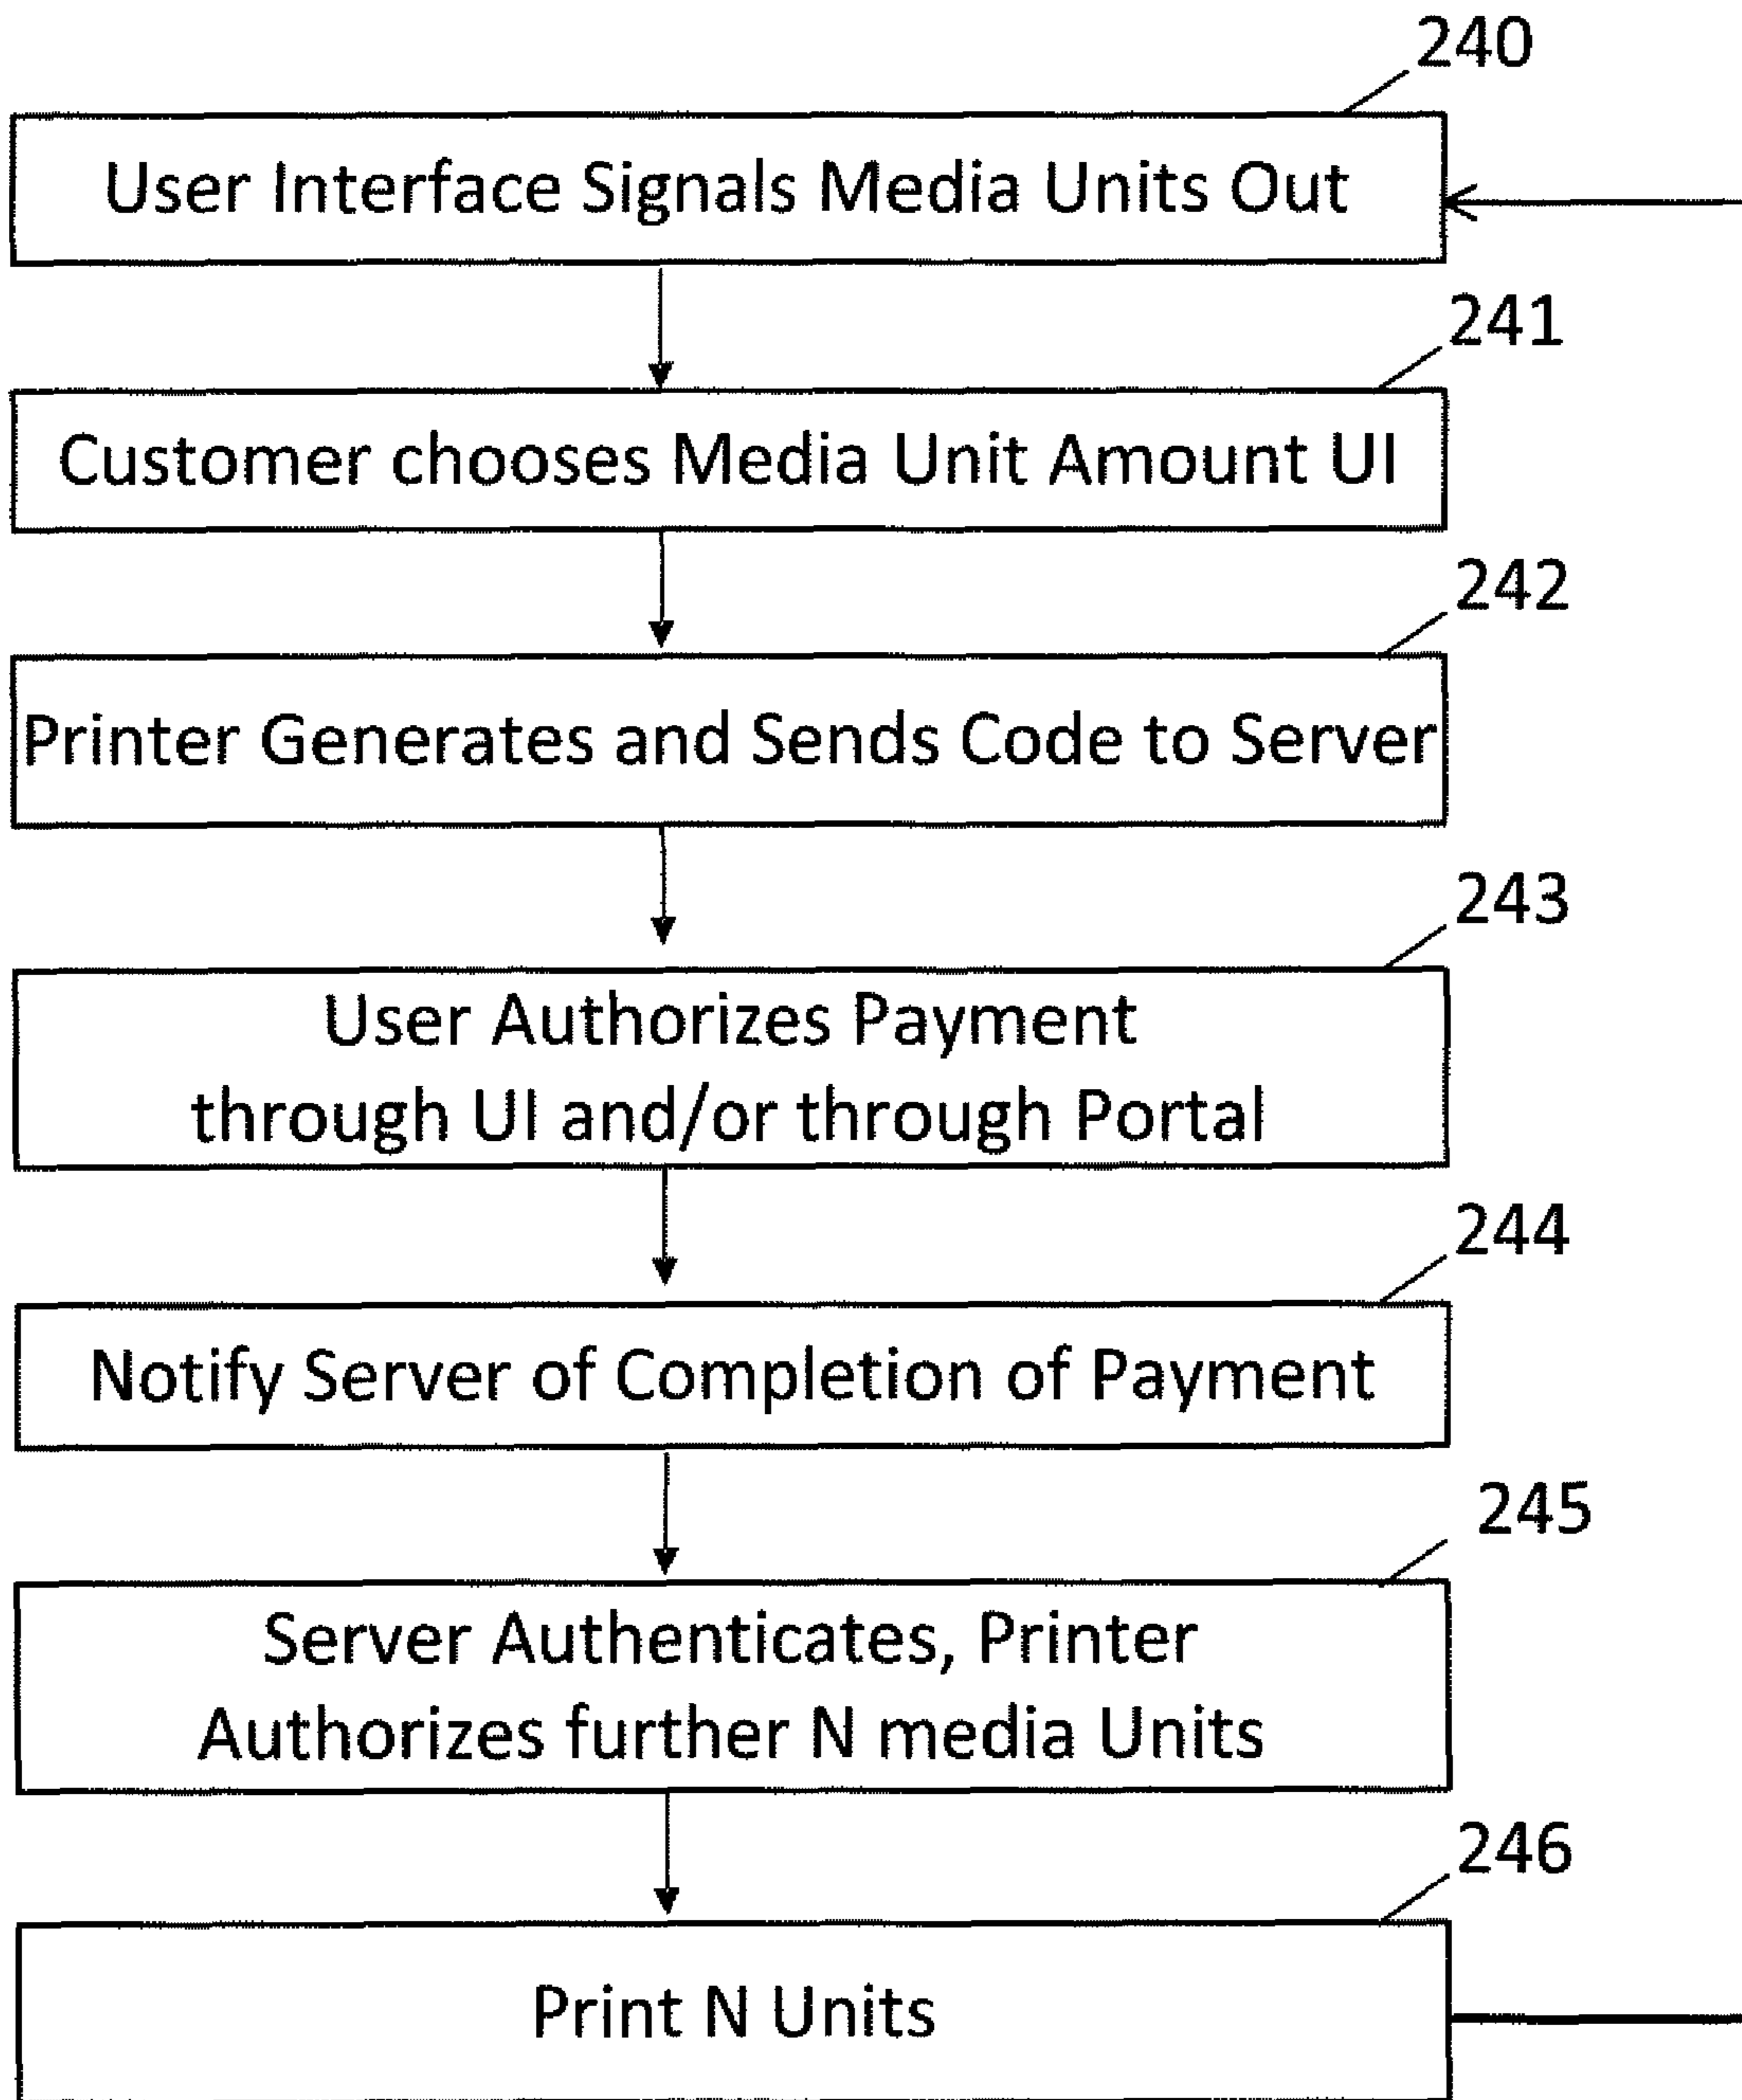 240
User Interface Signals Media Units Out
241
Customer chooses Media Unit Amount UI
242
Printer Generates and Sends Code to Server
243
User Authorizes Payment
through UI and/or through Portal
244
Notify Server of Completion of Payment
245
Server Authenticates, Printer
Authorizes further N media Units
246
Print N Units